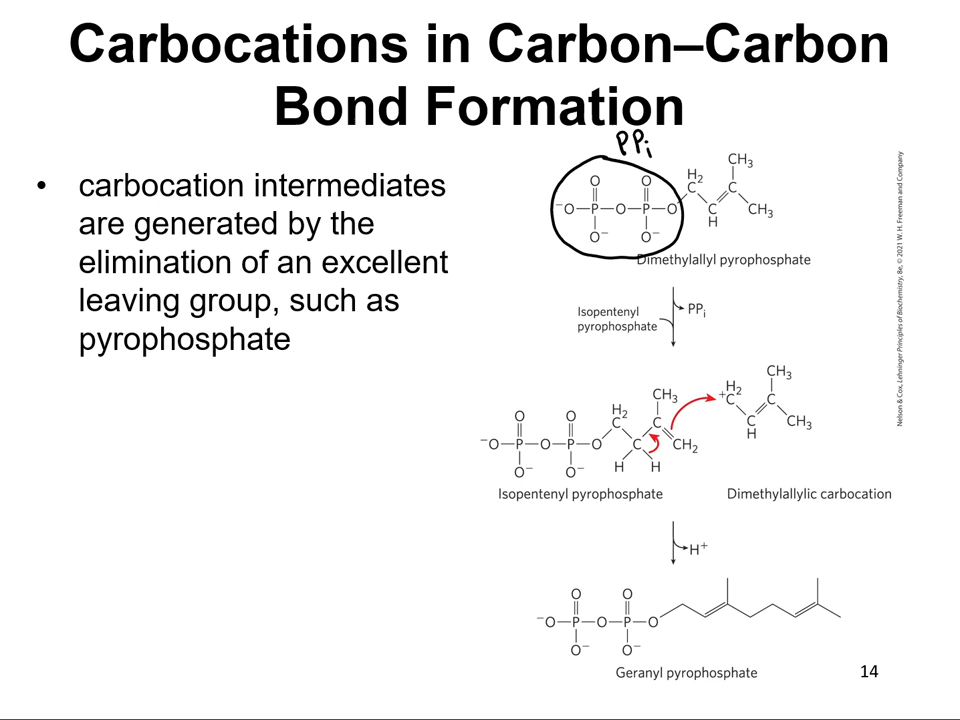 Carbocations in Carbon–Carbon
Bond Formation
• carbocation intermediates
are generated by the
elimination of an excellent
leaving group, such as
pyrophosphate
PPi
O O H2 CH3
⁻O—P—O—P—O C C
O⁻ O⁻ C CH3
H
Dimethylallyl pyrophosphate
Isopentenyl
pyrophosphate
PPi
CH3
H2
⁺C C
C CH3
H
O O H2 CH3
⁻O—P—O—P—O C C
C CH2
O⁻ O⁻ H H
Isopentenyl pyrophosphate
Dimethylallylic carbocation
H⁺
O O
⁻O—P—O—P—O
O⁻ O⁻
Geranyl pyrophosphate
Nelson & Cox, Lehninger Principles of Biochemistry, 8e, © 2021 W. H. Freeman and Company
14